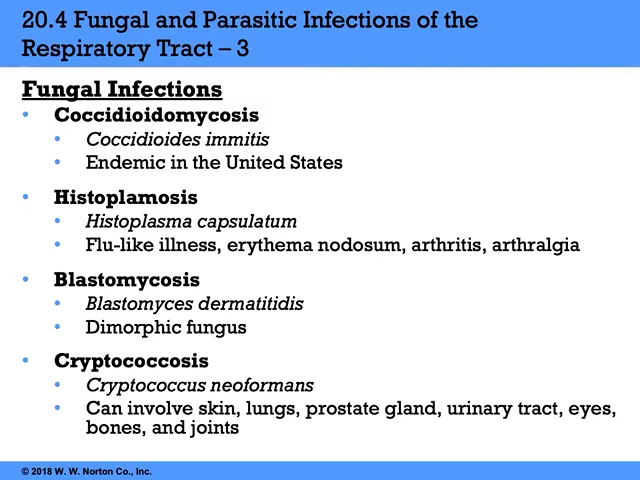 20.4 Fungal and Parasitic Infections of the
Respiratory Tract – 3
Fungal Infections
• Coccidioidomycosis
• Coccidioides immitis
• Endemic in the United States
• Histoplamosis
• Histoplasma capsulatum
• Flu-like illness, erythema nodosum, arthritis, arthralgia
• Blastomycosis
• Blastomyces dermatitidis
• Dimorphic fungus
• Cryptococcosis
• Cryptococcus neoformans
• Can involve skin, lungs, prostate gland, urinary tract, eyes,
bones, and joints
© 2018 W. W. Norton Co., Inc.